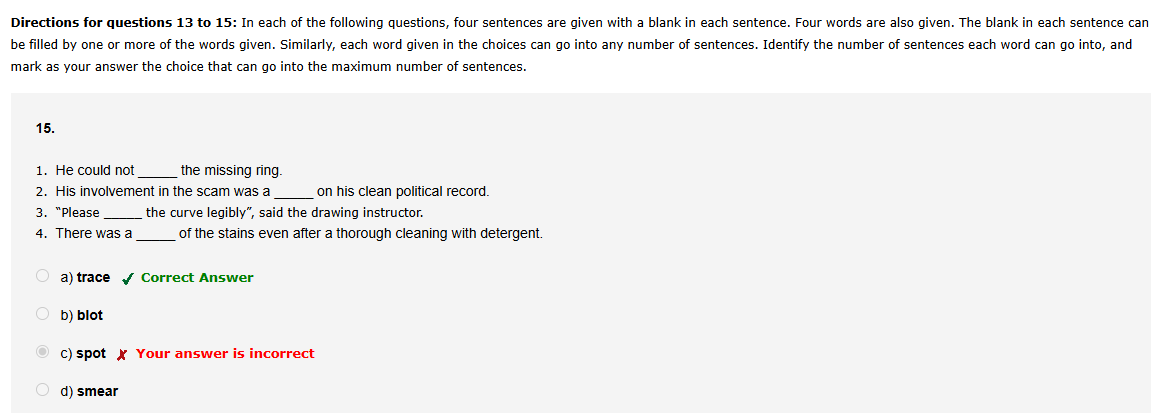 Directions for questions 13 to 15: In each of the following questions, four sentences are given with a blank in each sentence. Four words are also given. The blank in each sentence can
be filled by one or more of the words given. Similarly, each word given in the choices can go into any number of sentences. Identify the number of sentences each word can go into, and
mark as your answer the choice that can go into the maximum number of sentences.
15.
1. He could not _____ the missing ring.
2. His involvement in the scam was a _____ on his clean political record.
3. "Please _____ the curve legibly", said the drawing instructor.
4. There was a _____ of the stains even after a thorough cleaning with detergent.
a) trace ✓ Correct Answer
b) blot
c) spot ✗ Your answer is incorrect
d) smear